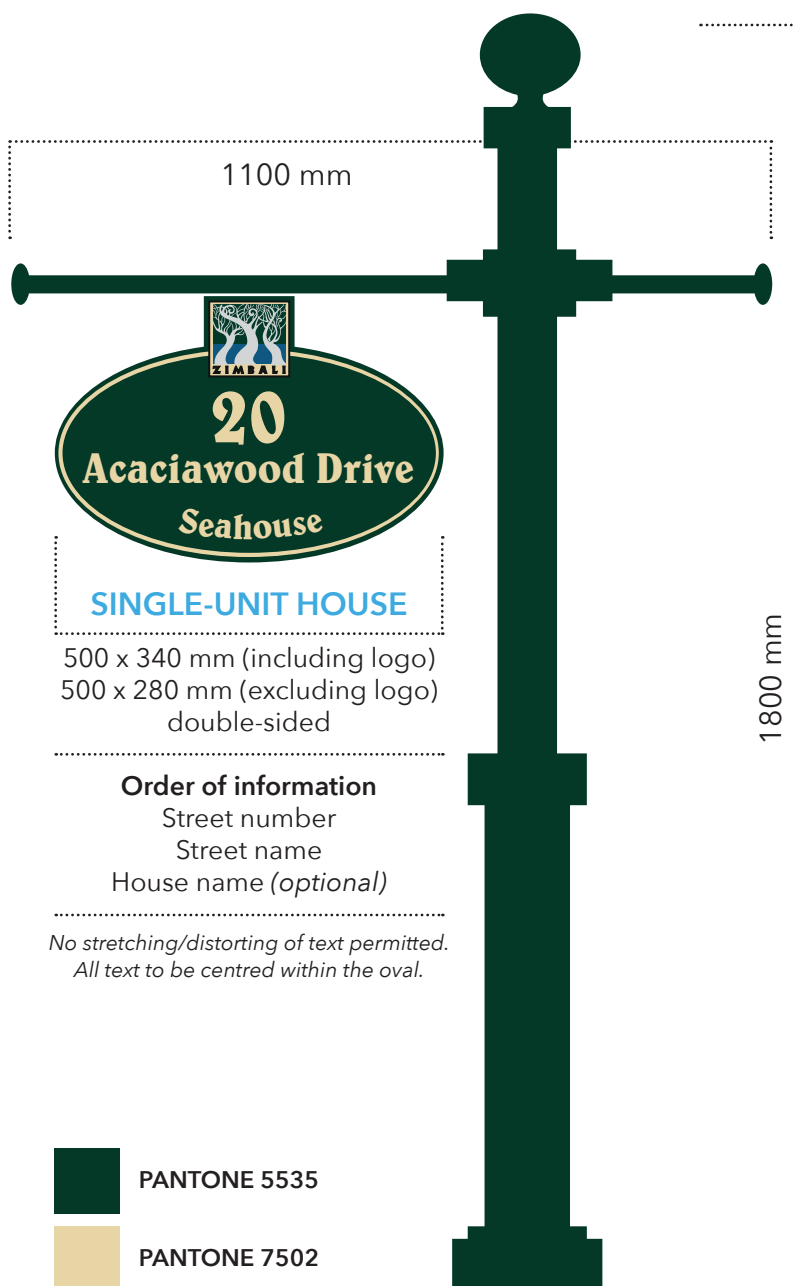 1100 mm
ZIMBALI
20
Acaciawood Drive
Seahouse
SINGLE-UNIT HOUSE
500 x 340 mm (including logo)
500 x 280 mm (excluding logo)
double-sided
1800 mm
Order of information
Street number
Street name
House name (optional)
No stretching/distorting of text permitted.
All text to be centred within the oval.
PANTONE 5535
PANTONE 7502